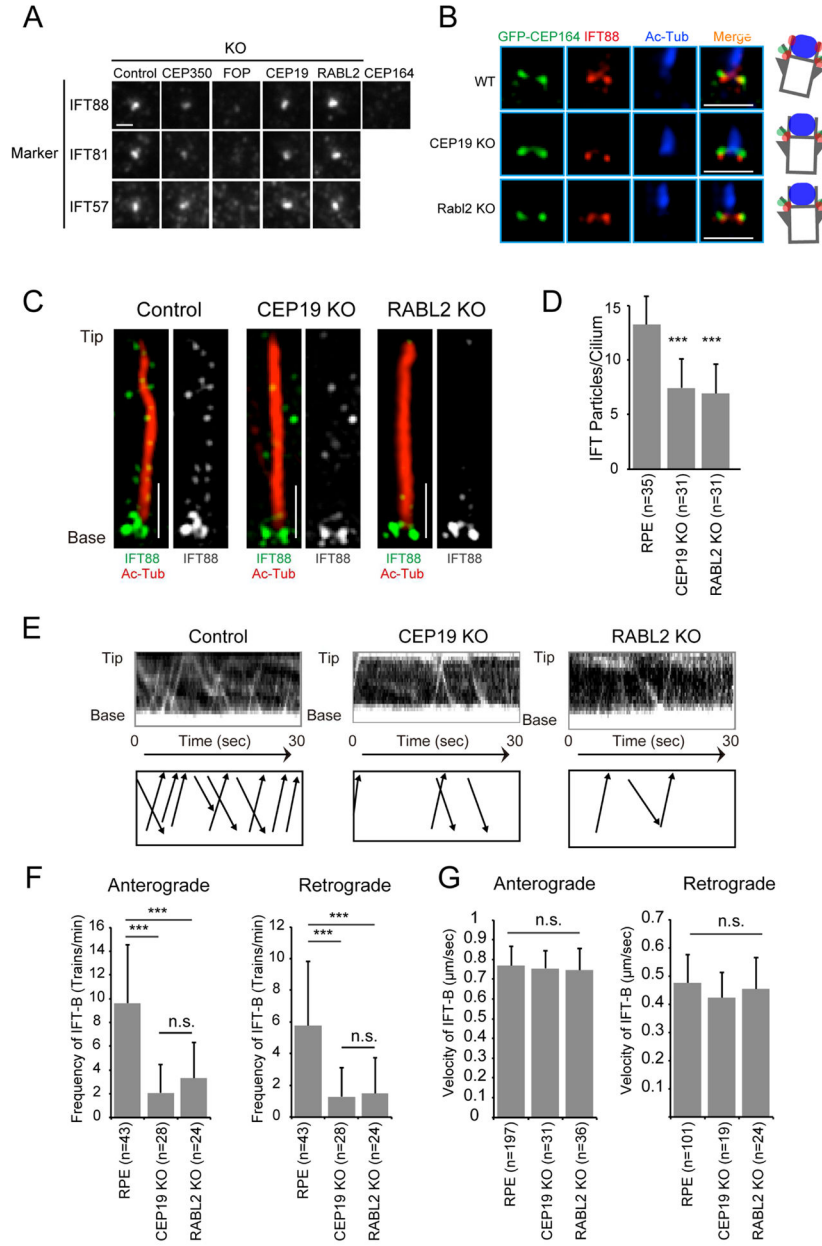 A
KO
Control CEP350 FOP CEP19 RABL2 CEP164
Marker
IFT88
IFT81
IFT57
B
GFP-CEP164 IFT88 Ac-Tub Merge
WT
CEP19 KO
Rabl2 KO
C
Control CEP19 KO RABL2 KO
Tip
Base
IFT88 IFT88 IFT88 IFT88 IFT88 IFT88
Ac-Tub Ac-Tub Ac-Tub
D
IFT Particles/Cilium
15
10
5
0
*** ***
RPE (n=35)
CEP19 KO (n=31)
RABL2 KO (n=31)
E
Control CEP19 KO RABL2 KO
Tip Tip Tip
Base Base Base
0 Time (sec) 30 0 Time (sec) 30 0 Time (sec) 30
F
Anterograde
Frequency of IFT-B (Trains/min)
16
14
12
10
8
6
4
2
0
***
***
n.s.
RPE (n=43)
CEP19 KO (n=28)
RABL2 KO (n=24)
Retrograde
Frequency of IFT-B (Trains/min)
12
10
8
6
4
2
0
***
***
n.s.
RPE (n=43)
CEP19 KO (n=28)
RABL2 KO (n=24)
G
Anterograde
Velocity of IFT-B (μm/sec)
1
0.9
0.8
0.7
0.6
0.5
0.4
0.3
0.2
0.1
n.s.
RPE (n=197)
CEP19 KO (n=31)
RABL2 KO (n=36)
Retrograde
Velocity of IFT-B (μm/sec)
0.7
0.6
0.5
0.4
0.3
0.2
0.1
n.s.
RPE (n=101)
CEP19 KO (n=19)
RABL2 KO (n=24)